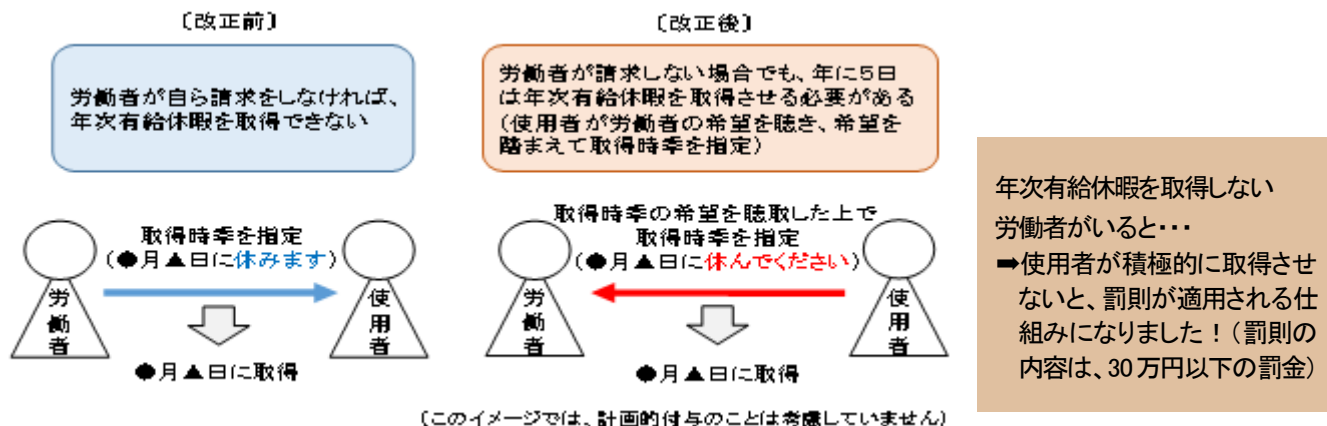 〔改正前〕
労働者が自ら請求をしなければ、
年次有給休暇を取得できない
取得時季を指定
(●月▲日に休みます)
労働者
使用者
●月▲日に取得
〔改正後〕
労働者が請求しない場合でも、年に5日
は年次有給休暇を取得させる必要がある
(使用者が労働者の希望を聴き、希望を
踏まえて取得時季を指定)
取得時季の希望を聴取した上で
取得時季を指定
(●月▲日に休んでください)
労働者
使用者
●月▲日に取得
(このイメージでは、計画的付与のことは考慮していません)
年次有給休暇を取得しない
労働者がいると・・・
➡使用者が積極的に取得させ
ないと、罰則が適用される仕
組みになりました!(罰則の
内容は、30万円以下の罰金)